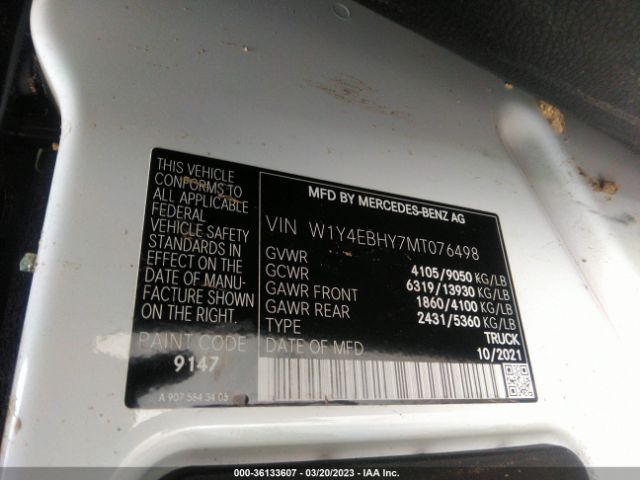 THIS VEHICLE
CONFORMS TO
ALL APPLICABLE
FEDERAL
VEHICLE SAFETY
STANDARDS IN
EFFECT ON THE
DATE OF MANU-
FACTURE SHOWN
ON THE RIGHT.
PAINT CODE
9147
A 907 584 34 03
MFD BY MERCEDES-BENZ AG
VIN W1Y4EBHY7MT076498
GVWR 4105/9050 KG/LB
GCWR 6319/13930 KG/LB
GAWR FRONT 1860/4100 KG/LB
GAWR REAR 2431/5360 KG/LB
TYPE TRUCK
DATE OF MFD 10/2021
© COPYRIGHT - 36133607 - 03/20/2023 - IAA Inc.